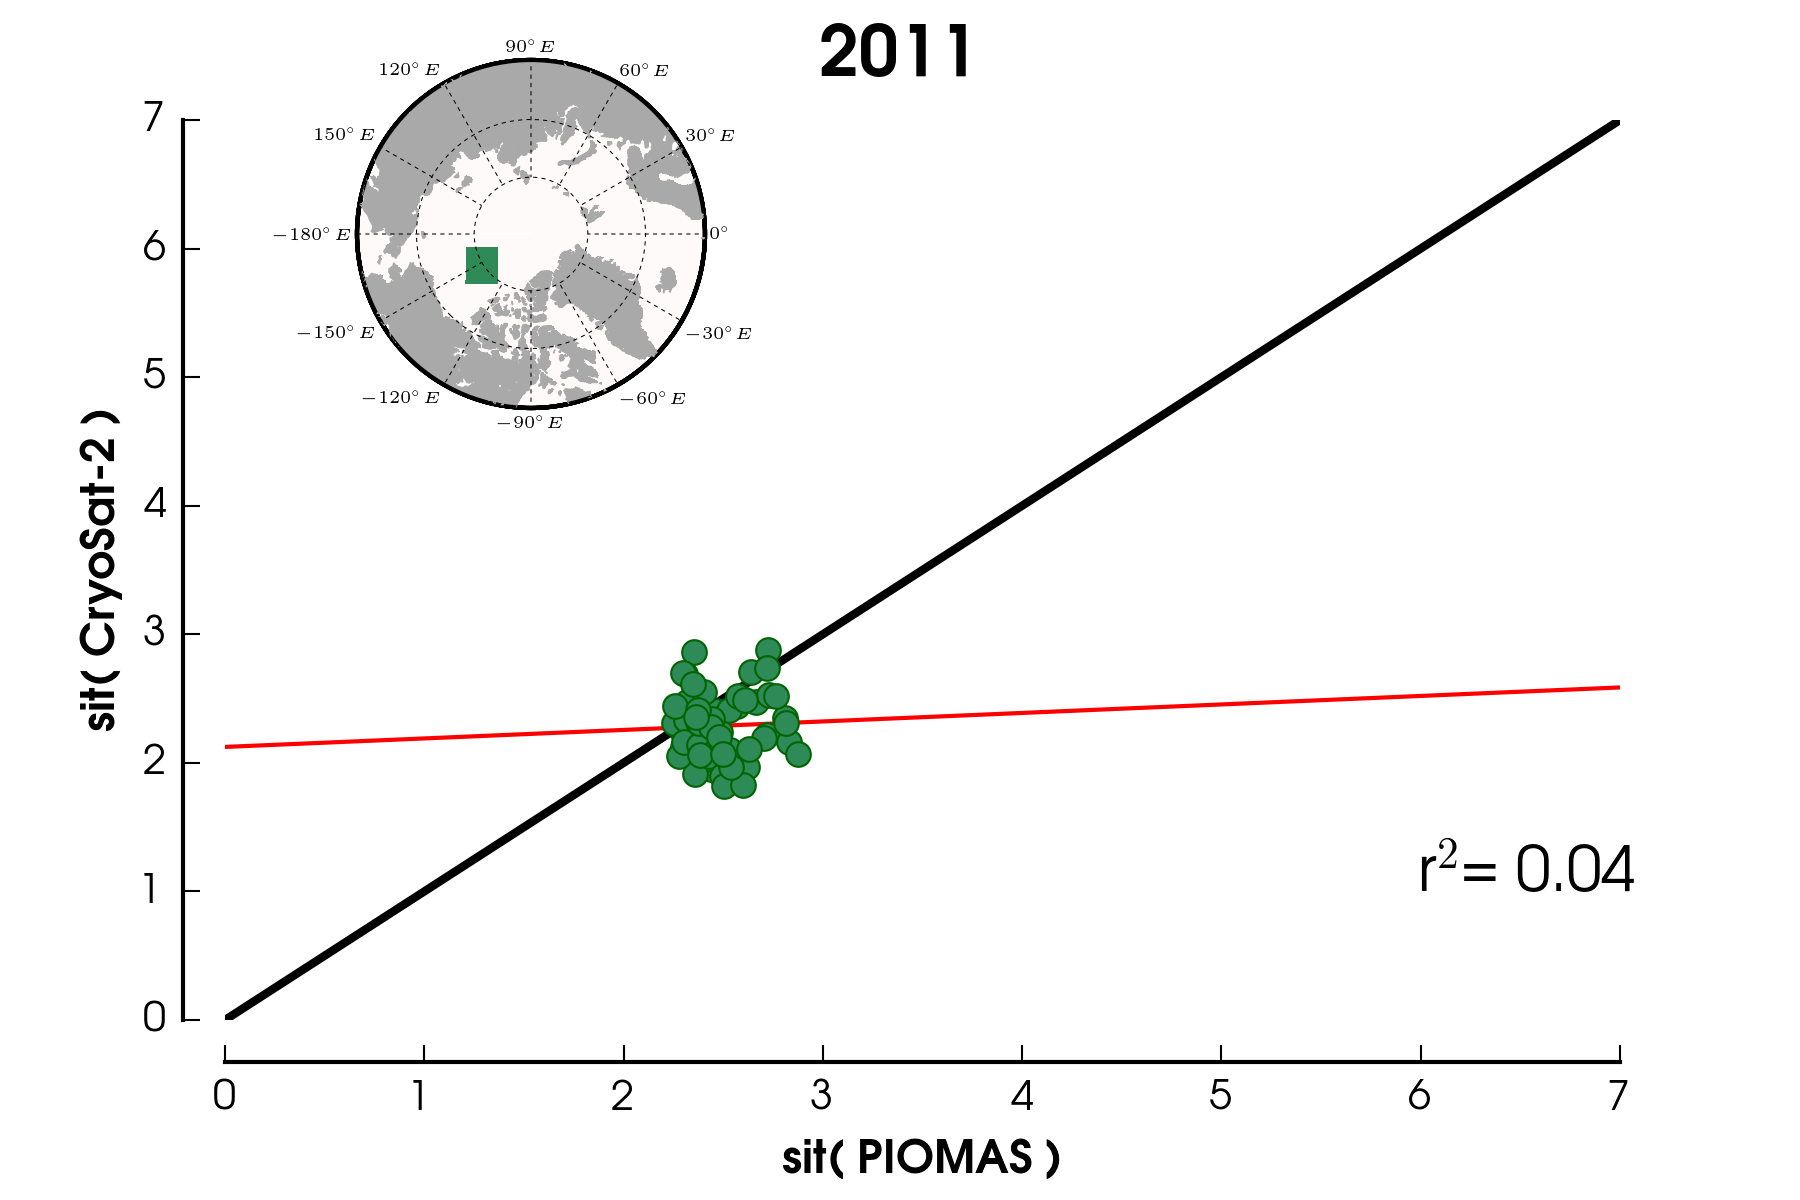 2011
90° E
120° E
60° E
150° E
30° E
−180° E
0°
−150° E
−30° E
−120° E
−60° E
−90° E
7
6
5
4
3
2
1
0
sit( CryoSat-2 )
r²= 0.04
0 1 2 3 4 5 6 7
sit( PIOMAS )